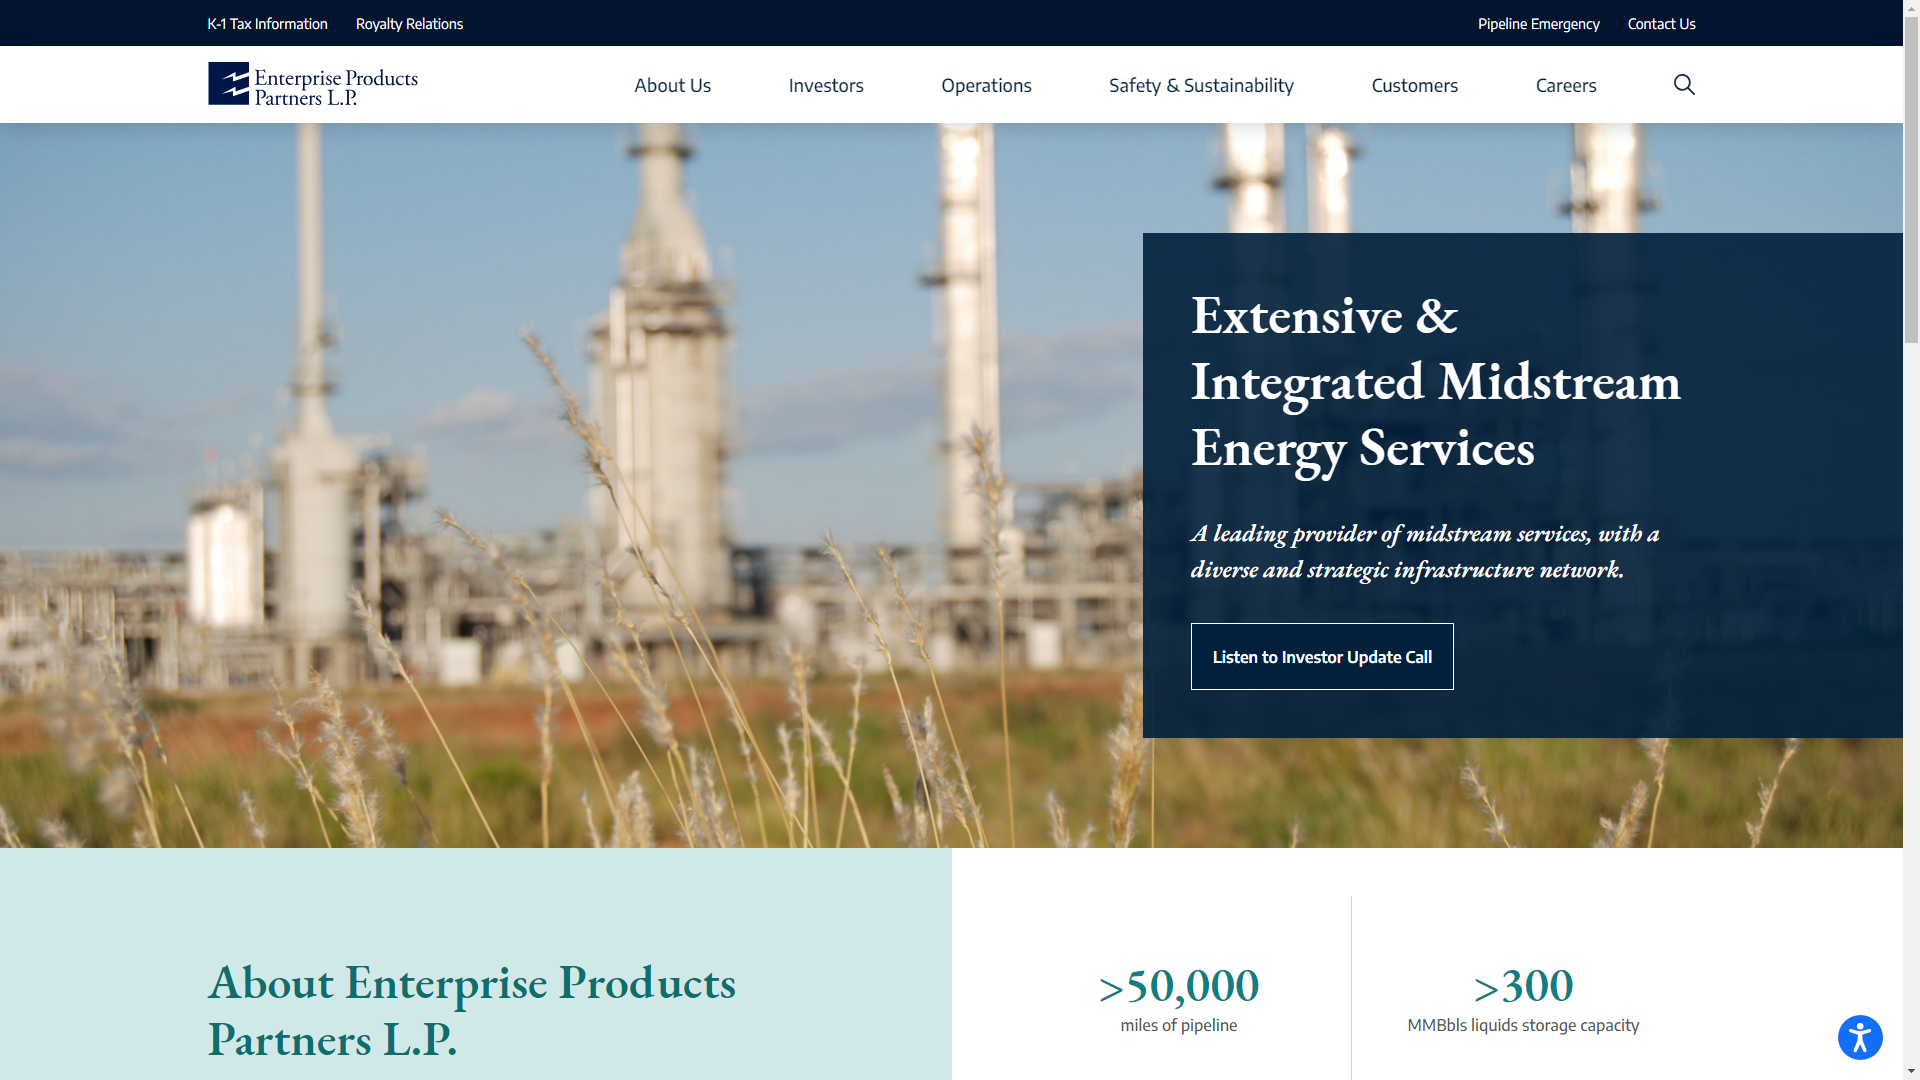 K-1 Tax Information
Royalty Relations
Pipeline Emergency
Contact Us
Enterprise Products
Partners L.P.
About Us
Investors
Operations
Safety & Sustainability
Customers
Careers
Extensive &
Integrated Midstream
Energy Services
A leading provider of midstream services, with a
diverse and strategic infrastructure network.
Listen to Investor Update Call
About Enterprise Products
Partners L.P.
>50,000
miles of pipeline
>300
MMBbls liquids storage capacity